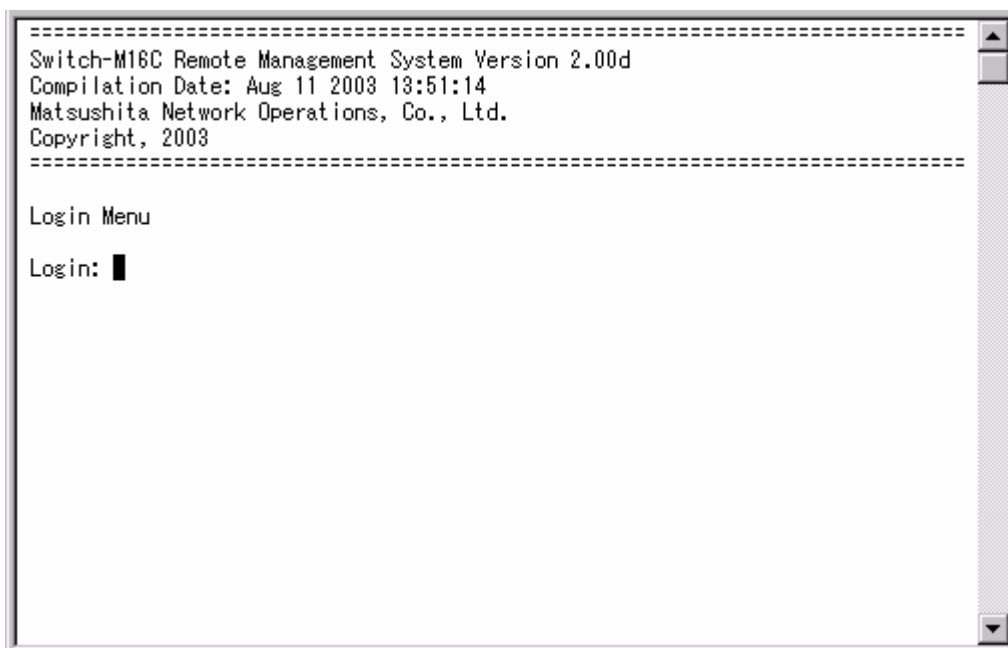 ==============================================================================
Switch-M16C Remote Management System Version 2.00d
Compilation Date: Aug 11 2003 13:51:14
Matsushita Network Operations, Co., Ltd.
Copyright, 2003
==============================================================================
Login Menu
Login: